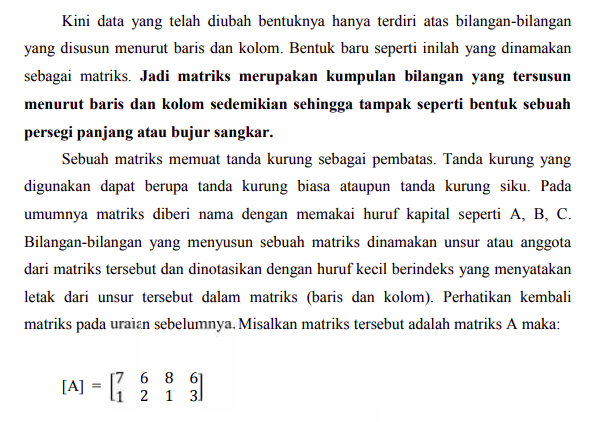 Kini data yang telah diubah bentuknya hanya terdiri atas bilangan-bilangan
yang disusun menurut baris dan kolom. Bentuk baru seperti inilah yang dinamakan
sebagai matriks. Jadi matriks merupakan kumpulan bilangan yang tersusun
menurut baris dan kolom sedemikian sehingga tampak seperti bentuk sebuah
persegi panjang atau bujur sangkar.
Sebuah matriks memuat tanda kurung sebagai pembatas. Tanda kurung yang
digunakan dapat berupa tanda kurung biasa ataupun tanda kurung siku. Pada
umumnya matriks diberi nama dengan memakai huruf kapital seperti A, B, C.
Bilangan-bilangan yang menyusun sebuah matriks dinamakan unsur atau anggota
dari matriks tersebut dan dinotasikan dengan huruf kecil berindeks yang menyatakan
letak dari unsur tersebut dalam matriks (baris dan kolom). Perhatikan kembali
matriks pada uraian sebelumnya. Misalkan matriks tersebut adalah matriks A maka:
[A] = [7 6 8 6
1 2 1 3]